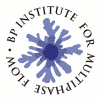 • BP INSTITUTE FOR MULTIPHASE FLOW